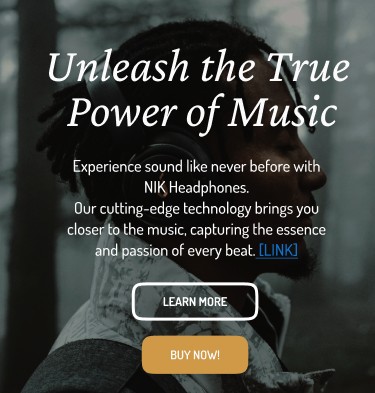 Unleash the True
Power of Music
Experience sound like never before with
NIK Headphones.
Our cutting-edge technology brings you
closer to the music, capturing the essence
and passion of every beat. [LINK]
LEARN MORE
BUY NOW!